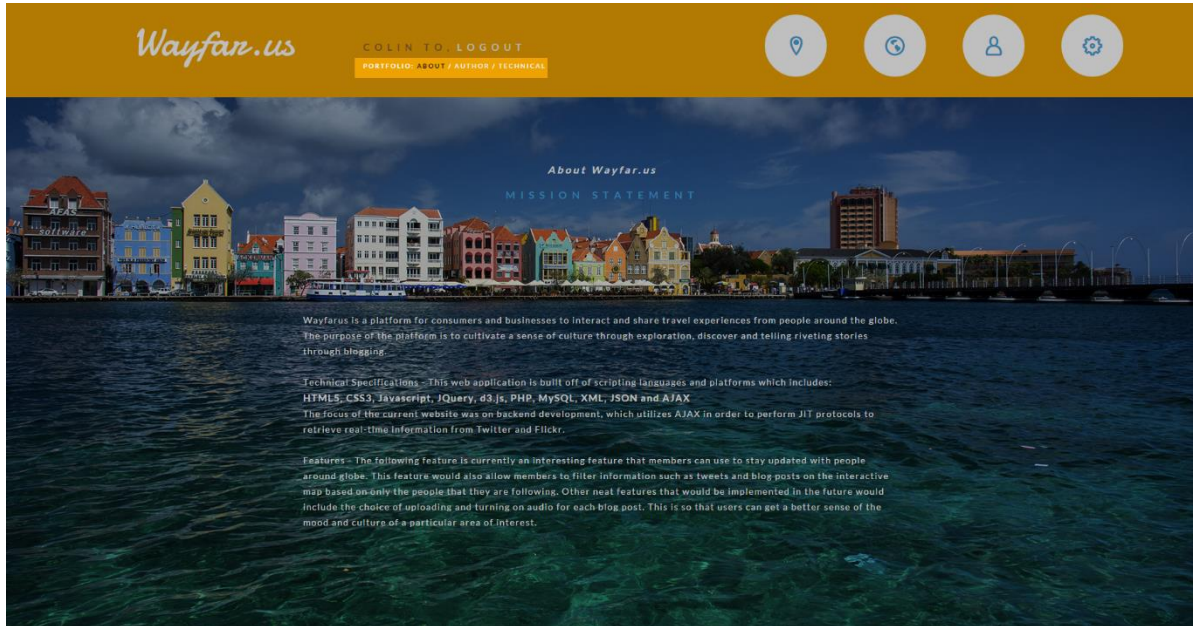 Wayfar.us
COLIN TO, LOGOUT
PORTFOLIO: ABOUT / AUTHOR / TECHNICAL
About Wayfar.us
MISSION STATEMENT
AFAS
software
Wayfarus is a platform for consumers and businesses to interact and share travel experiences from people around the globe.
The purpose of the platform is to cultivate a sense of culture through exploration, discover and telling riveting stories
through blogging.
Technical Specifications - This web application is built off of scripting languages and platforms which includes:
HTML5, CSS3, Javascript, JQuery, d3.js, PHP, MySQL, XML, JSON and AJAX
The focus of the current website was on backend development, which utilizes AJAX in order to perform JIT protocols to
retrieve real-time information from Twitter and Flickr.
Features - The following feature is currently an interesting feature that members can use to stay updated with people
around globe. This feature would also allow members to filter information such as tweets and blog posts on the interactive
map based on only the people that they are following. Other neat features that would be implemented in the future would
include the choice of uploading and turning on audio for each blog post. This is so that users can get a better sense of the
mood and culture of a particular area of interest.